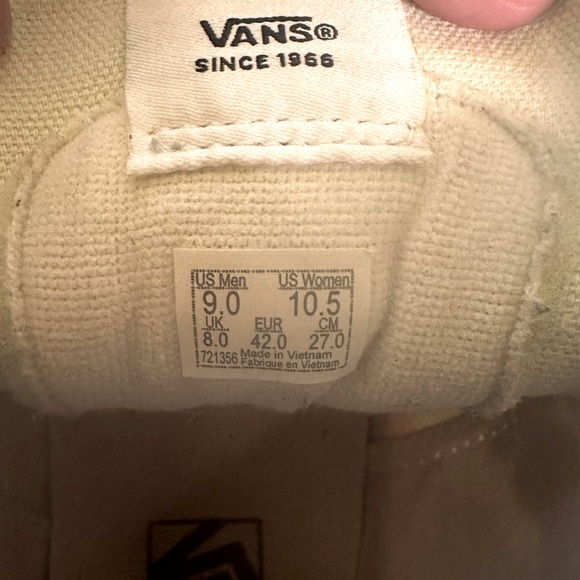 VANS®
SINCE 1966
US Men US Women
9.0 10.5
UK EUR CM
8.0 42.0 27.0
721356 Made in Vietnam
Fabrique en Vietnam